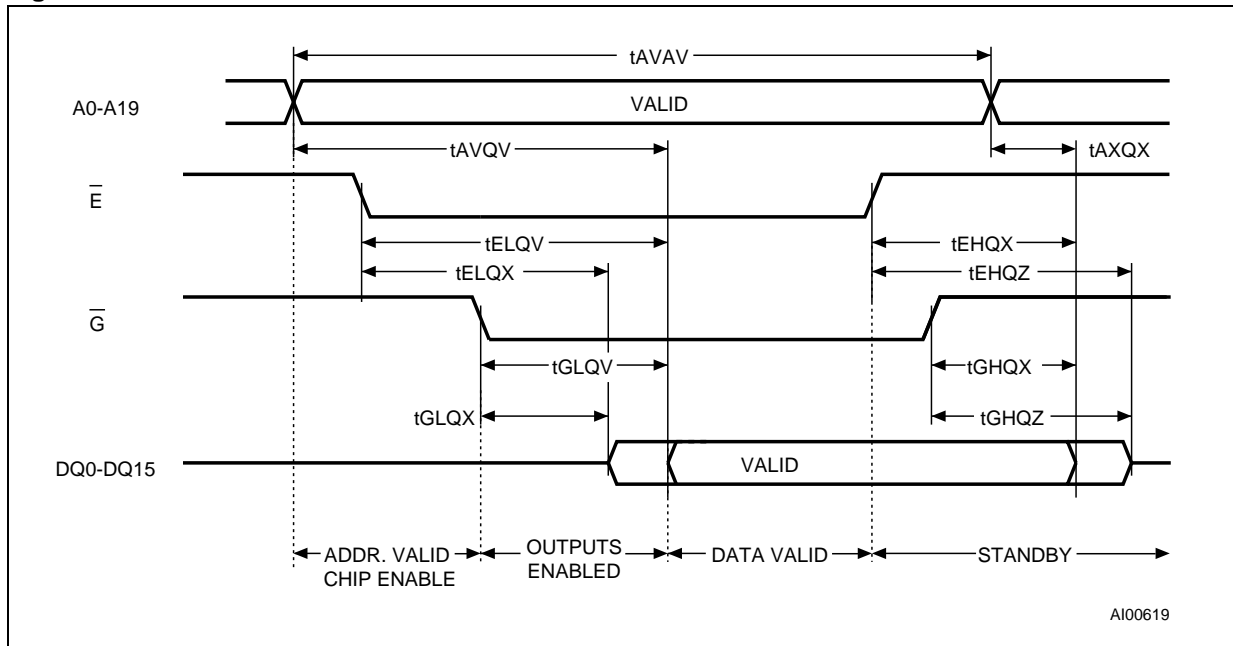 tAVAV
A0-A19
VALID
tAVQV
tAXQX
E
tELQV
tEHQX
tELQX
tEHQZ
G
tGLQV
tGHQX
tGLQX
tGHQZ
DQ0-DQ15
VALID
ADDR. VALID
CHIP ENABLE
OUTPUTS
ENABLED
DATA VALID
STANDBY
AI00619